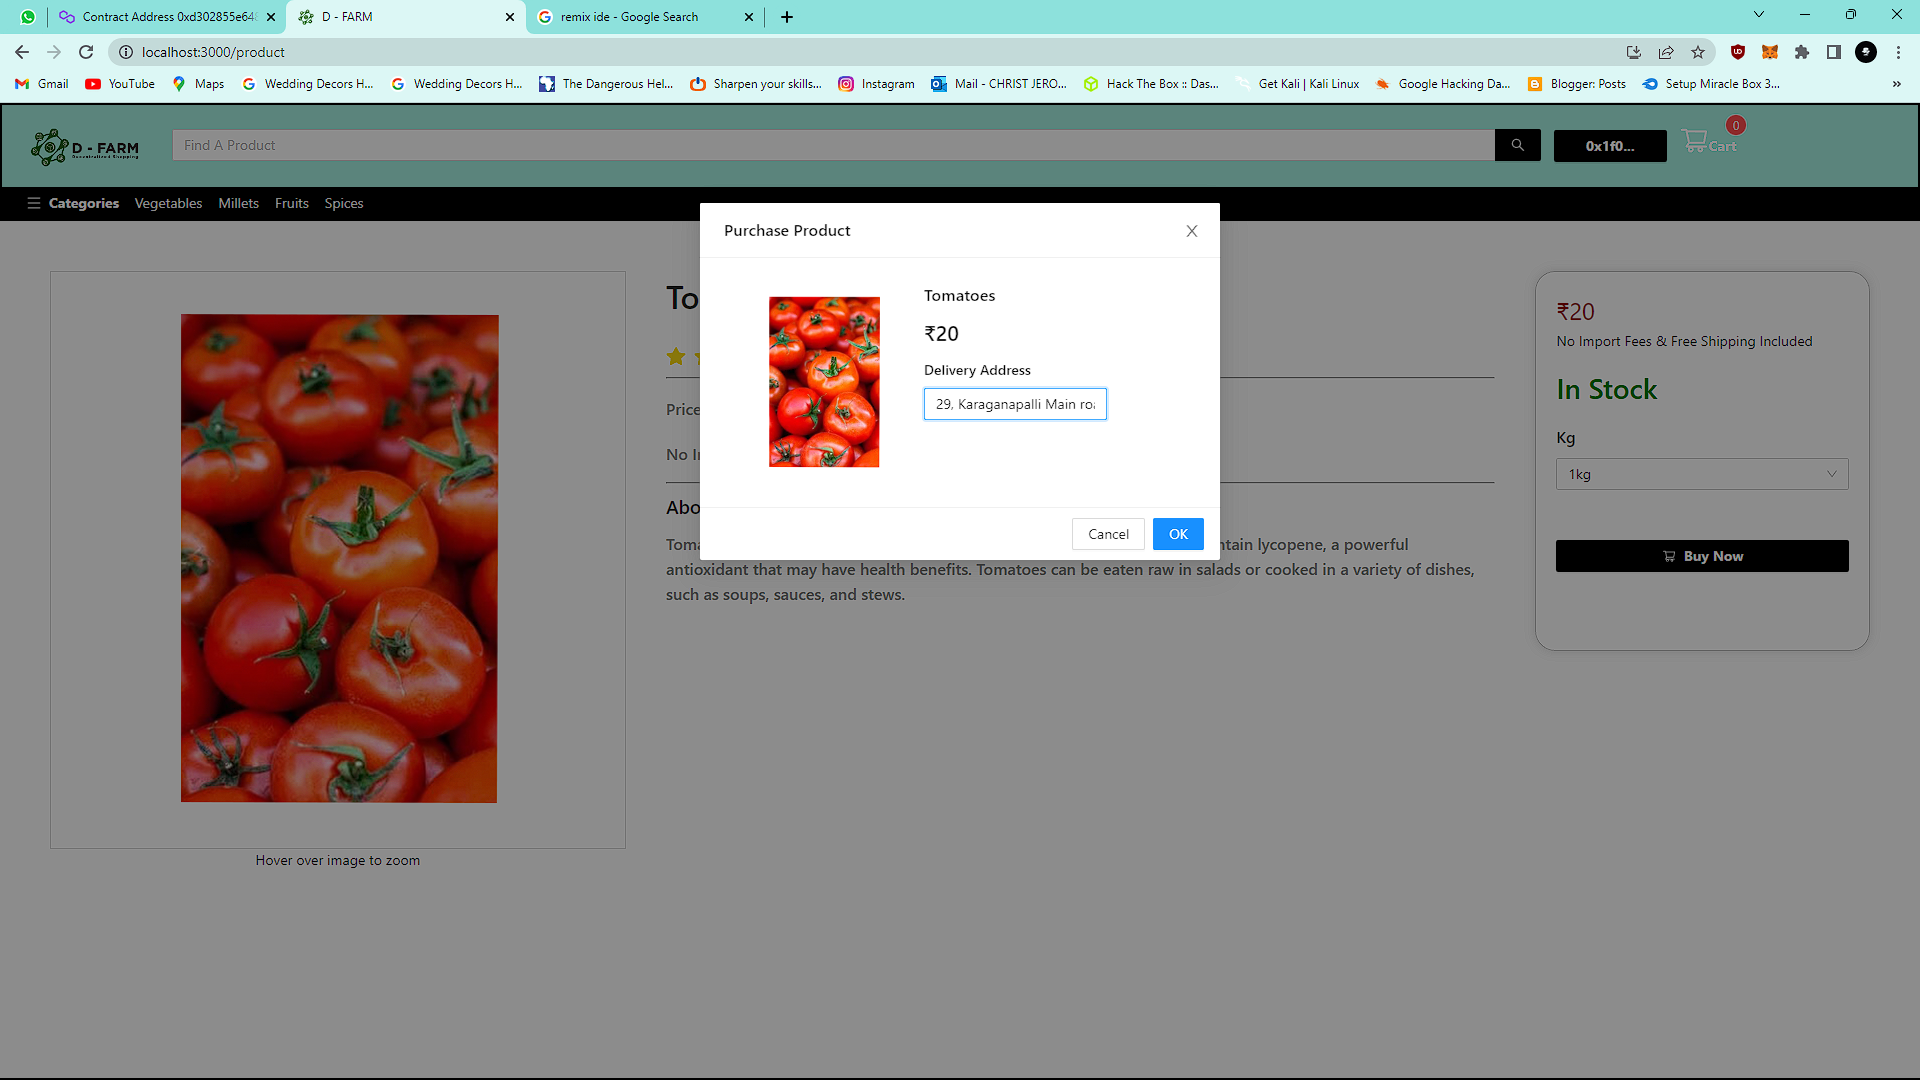 Contract Address 0xd302855e648
D - FARM
remix ide - Google Search
localhost:3000/product
Gmail
YouTube
Maps
Wedding Decors H...
Wedding Decors H...
The Dangerous Hel...
Sharpen your skills...
Instagram
Mail - CHRIST JERO...
Hack The Box :: Das...
Get Kali | Kali Linux
Google Hacking Da...
Blogger: Posts
Setup Miracle Box 3...
»
D - FARM
Decentralized Shopping
Find A Product
0x1f0...
0
Cart
Categories
Vegetables
Millets
Fruits
Spices
Purchase Product
Tomatoes
₹20
Delivery Address
29, Karaganapalli Main roa
Cancel
OK
Hover over image to zoom
To
Price
No I
Abo
Toma
ntain lycopene, a powerful
antioxidant that may have health benefits. Tomatoes can be eaten raw in salads or cooked in a variety of dishes,
such as soups, sauces, and stews.
₹20
No Import Fees & Free Shipping Included
In Stock
Kg
1kg
Buy Now